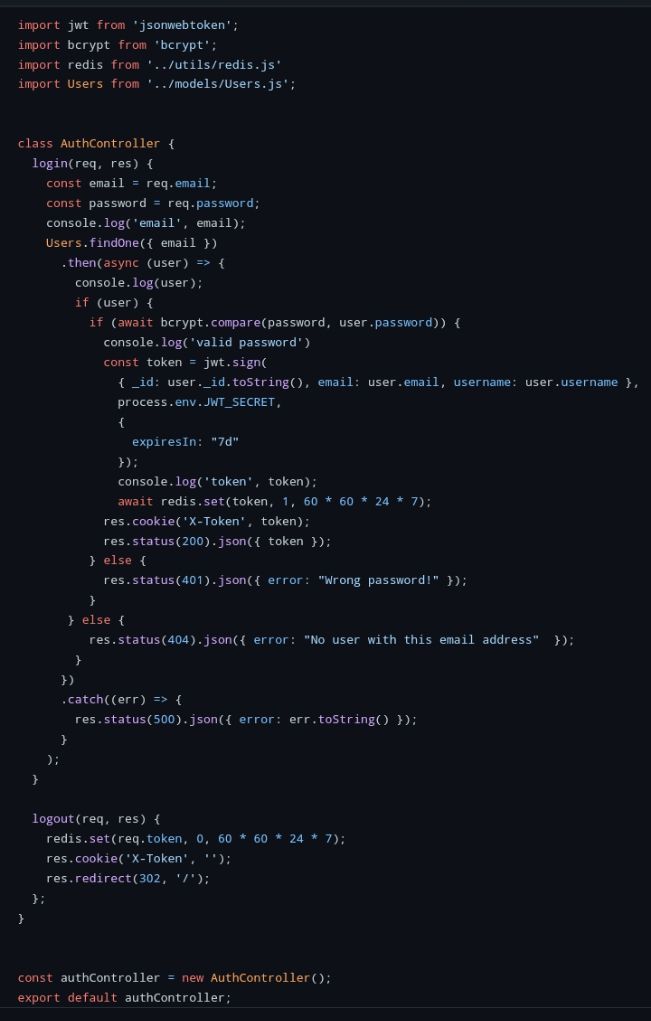 import jwt from 'jsonwebtoken';
import bcrypt from 'bcrypt';
import redis from '../utils/redis.js'
import Users from '../models/Users.js';


class AuthController {
  login(req, res) {
    const email = req.email;
    const password = req.password;
    console.log('email', email);
    Users.findOne({ email })
      .then(async (user) => {
        console.log(user);
        if (user) {
          if (await bcrypt.compare(password, user.password)) {
            console.log('valid password')
            const token = jwt.sign(
              { _id: user._id.toString(), email: user.email, username: user.username },
              process.env.JWT_SECRET,
              {
                expiresIn: "7d"
              });
              console.log('token', token);
              await redis.set(token, 1, 60 * 60 * 24 * 7);
            res.cookie('X-Token', token);
            res.status(200).json({ token });
          } else {
            res.status(401).json({ error: "Wrong password!" });
          }
       } else {
          res.status(404).json({ error: "No user with this email address"  });
        }
      })
      .catch((err) => {
        res.status(500).json({ error: err.toString() });
      }
    );
  }

  logout(req, res) {
    redis.set(req.token, 0, 60 * 60 * 24 * 7);
    res.cookie('X-Token', '');
    res.redirect(302, '/');
  };
}


const authController = new AuthController();
export default authController;